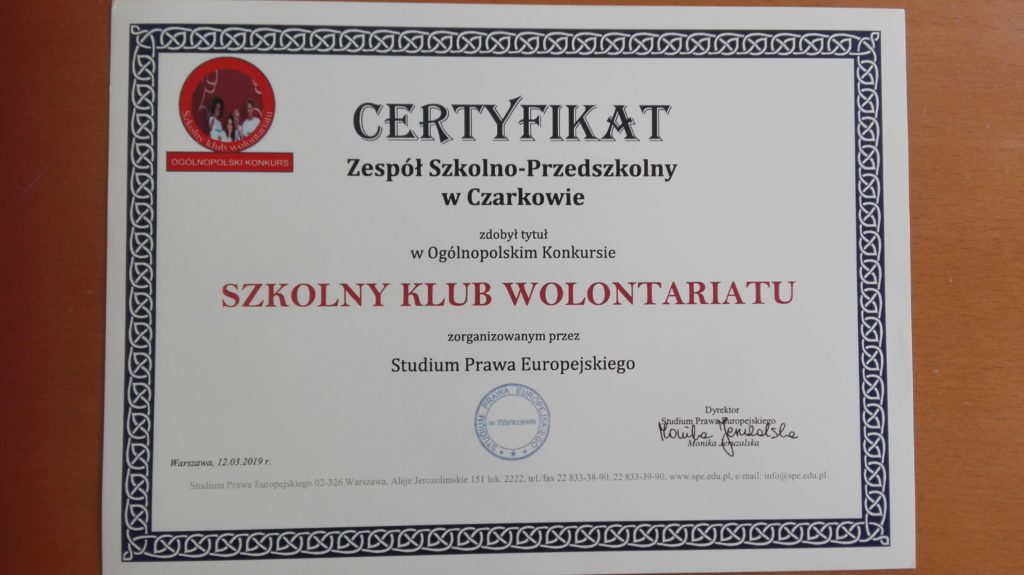 Szkolny klub wolontariatu
OGÓLNOPOLSKI KONKURS
CERTYFIKAT
Zespół Szkolno-Przedszkolny
w Czarkowie
zdobył tytuł
w Ogólnopolskim Konkursie
SZKOLNY KLUB WOLONTARIATU
zorganizowanym przez
Studium Prawa Europejskiego
STUDIUM PRAWA EUROPEJSKIEGO
w Warszawie
Dyrektor
Studium Prawa Europejskiego
Monika Jeruzalska
Monika Jeruzalska
Warszawa, 12.03.2019 r.
Studium Prawa Europejskiego 02-326 Warszawa, Aleje Jerozolimskie 151 lok. 2222, tel./fax 22 833-38-90, 22 833-39-90, www.spe.edu.pl, e-mail: info@spe.edu.pl